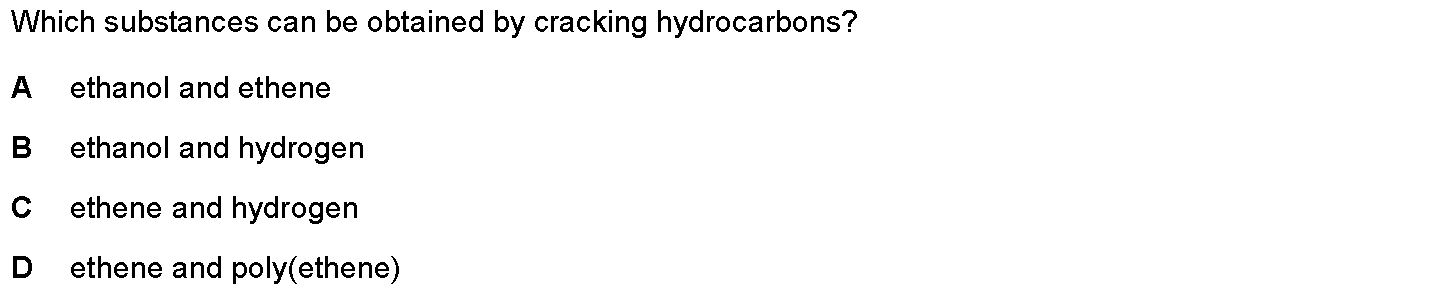 Which substances can be obtained by cracking hydrocarbons?
A ethanol and ethene
B ethanol and hydrogen
C ethene and hydrogen
D ethene and poly(ethene)